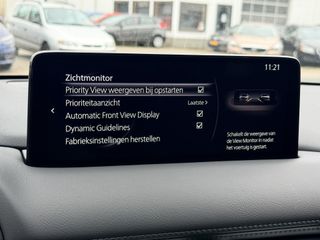 11:21
Zichtmonitor
Priority View weergeven bij opstarten
Prioriteitaanzicht Laatste >
Automatic Front View Display
Dynamic Guidelines
Fabrieksinstellingen herstellen
Schakelt de weergave van
de View Monitor in nadat
het voertuig is gestart.